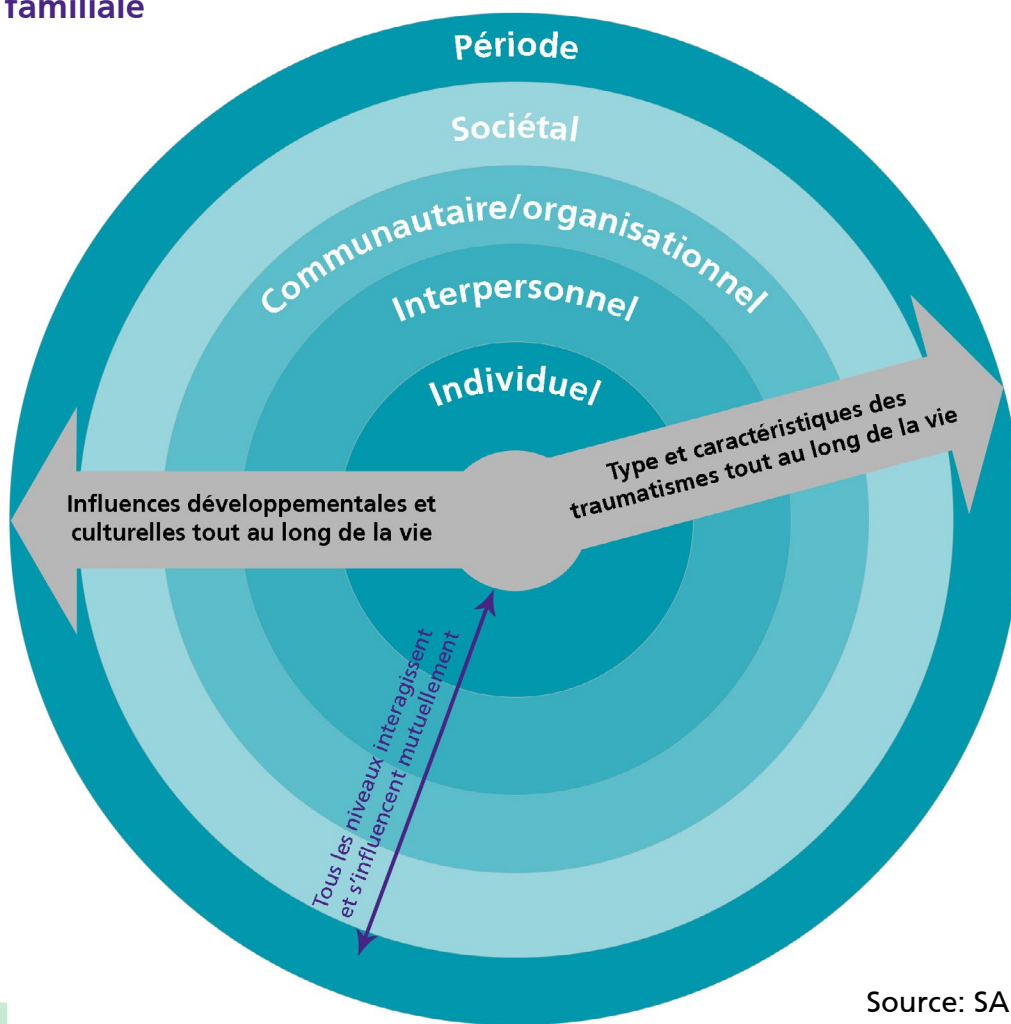 familiale
Période
Sociétal
Communautaire/organisationnel
Interpersonnel
Individuel
Type et caractéristiques des
traumatismes tout au long de la vie
Influences développementales et
culturelles tout au long de la vie
Tous les niveaux interagissent
et s'influencent mutuellement
Source: SA